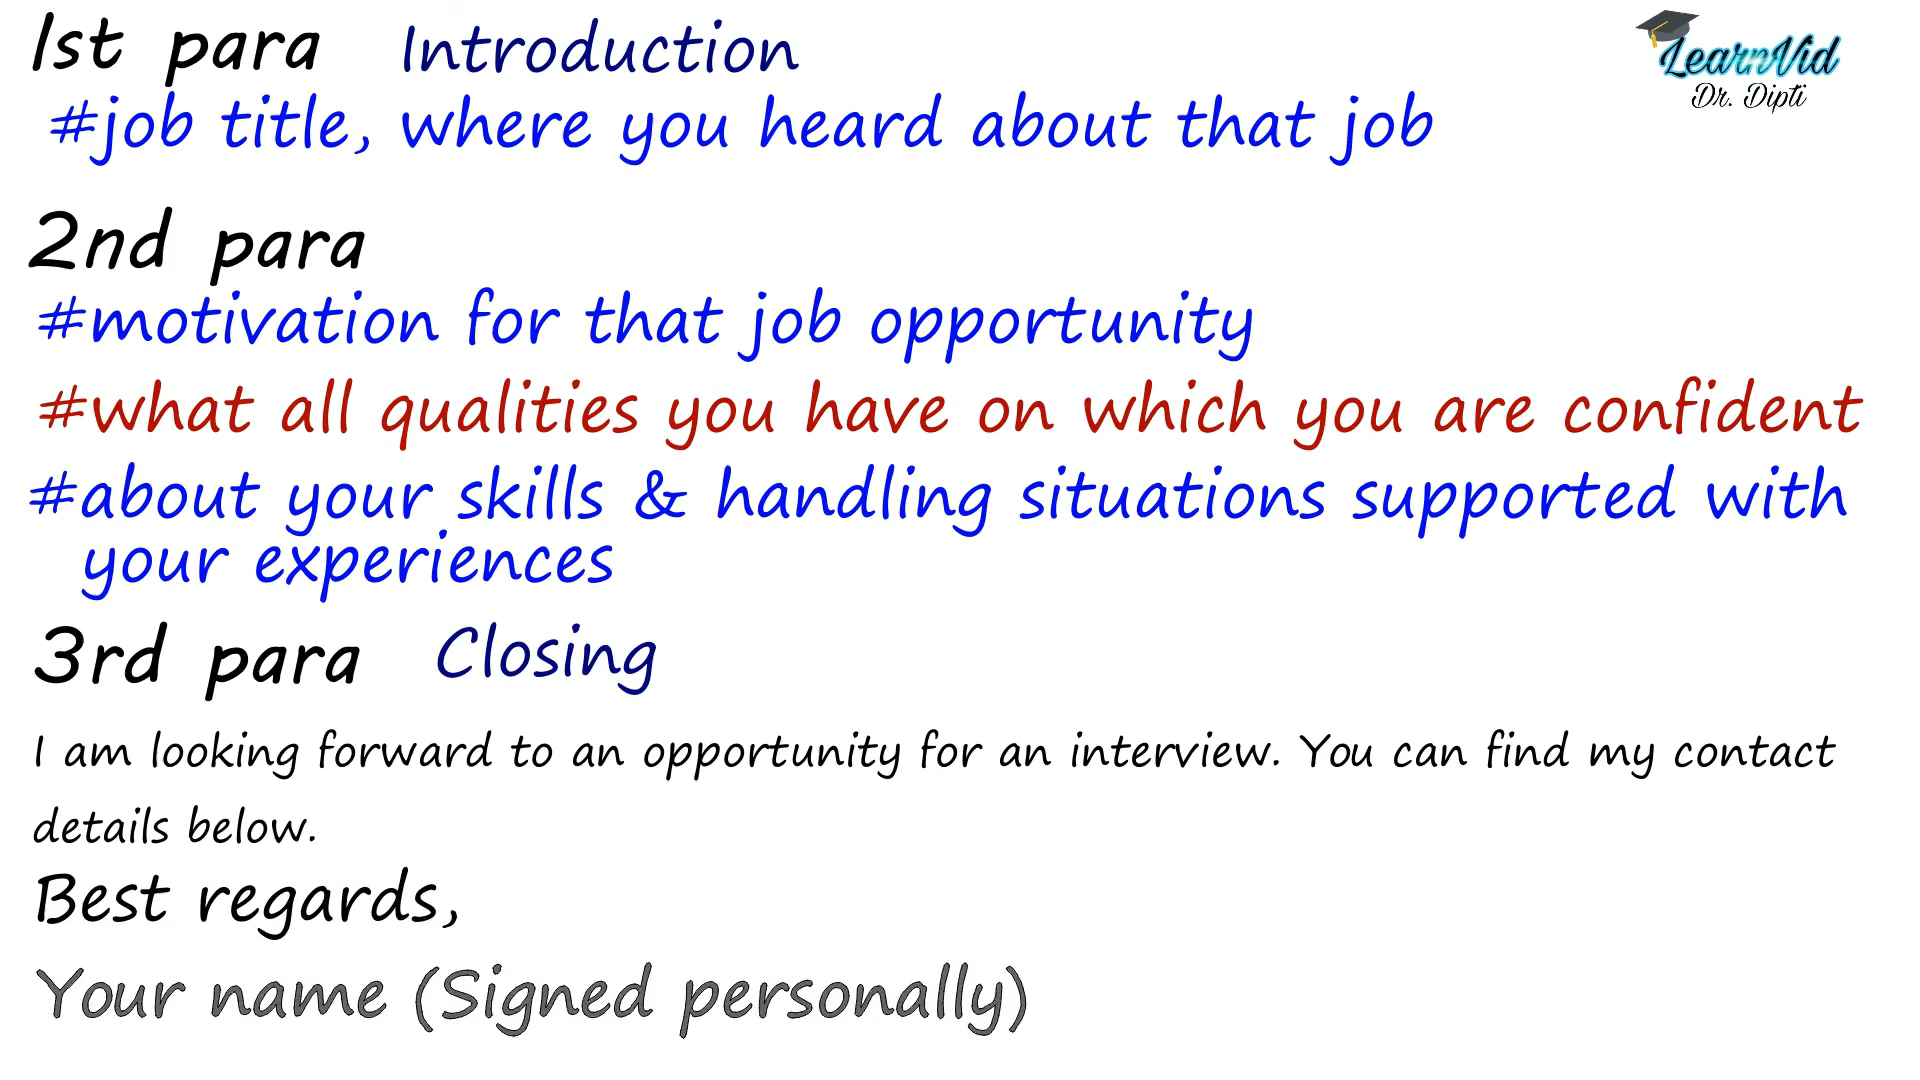 1st para Introduction
LearnVid
Dr. Dipti
#job title, where you heard about that job
2nd para
#motivation for that job opportunity
#what all qualities you have on which you are confident
#about your skills & handling situations supported with
your experiences
3rd para Closing
I am looking forward to an opportunity for an interview. You can find my contact
details below.
Best regards,
Your name (Signed personally)